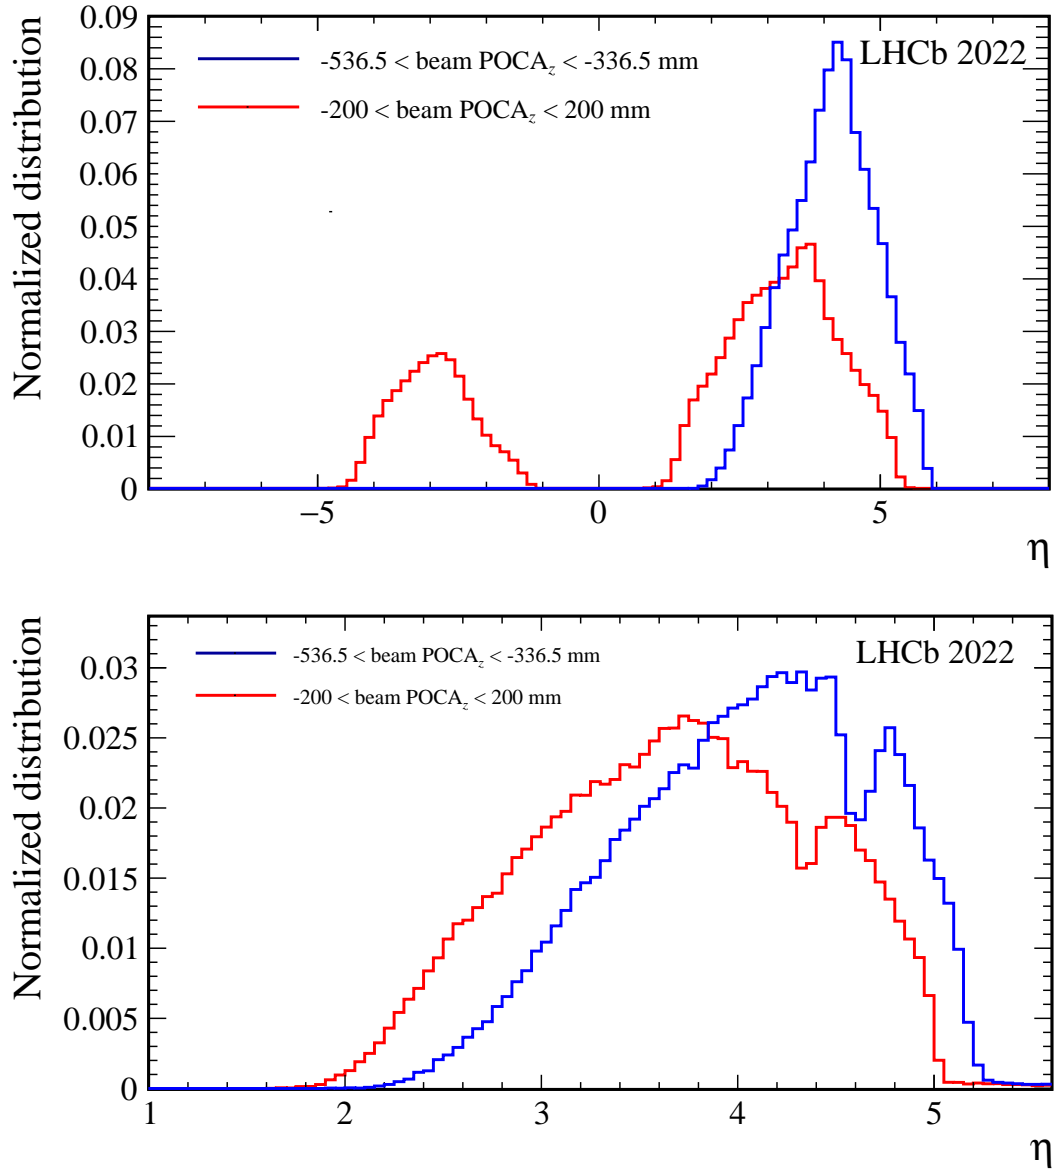 Normalized distribution
0.09
0.08
0.07
0.06
0.05
0.04
0.03
0.02
0.01
0
-536.5 < beam POCA_z < -336.5 mm
-200 < beam POCA_z < 200 mm
LHCb 2022
−5
0
5
η
Normalized distribution
0.03
0.025
0.02
0.015
0.01
0.005
0
-536.5 < beam POCA_z < -336.5 mm
-200 < beam POCA_z < 200 mm
LHCb 2022
1
2
3
4
5
η